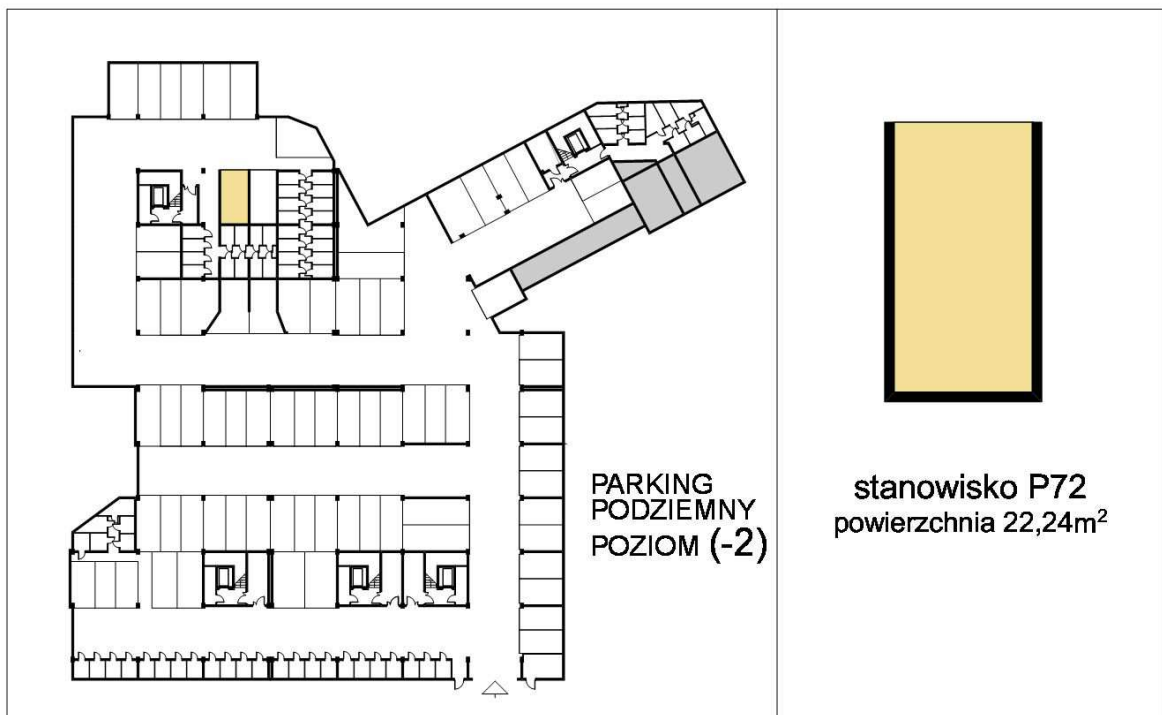 PARKING
PODZIEMNY
POZIOM (-2)
stanowisko P72
powierzchnia 22,24m²